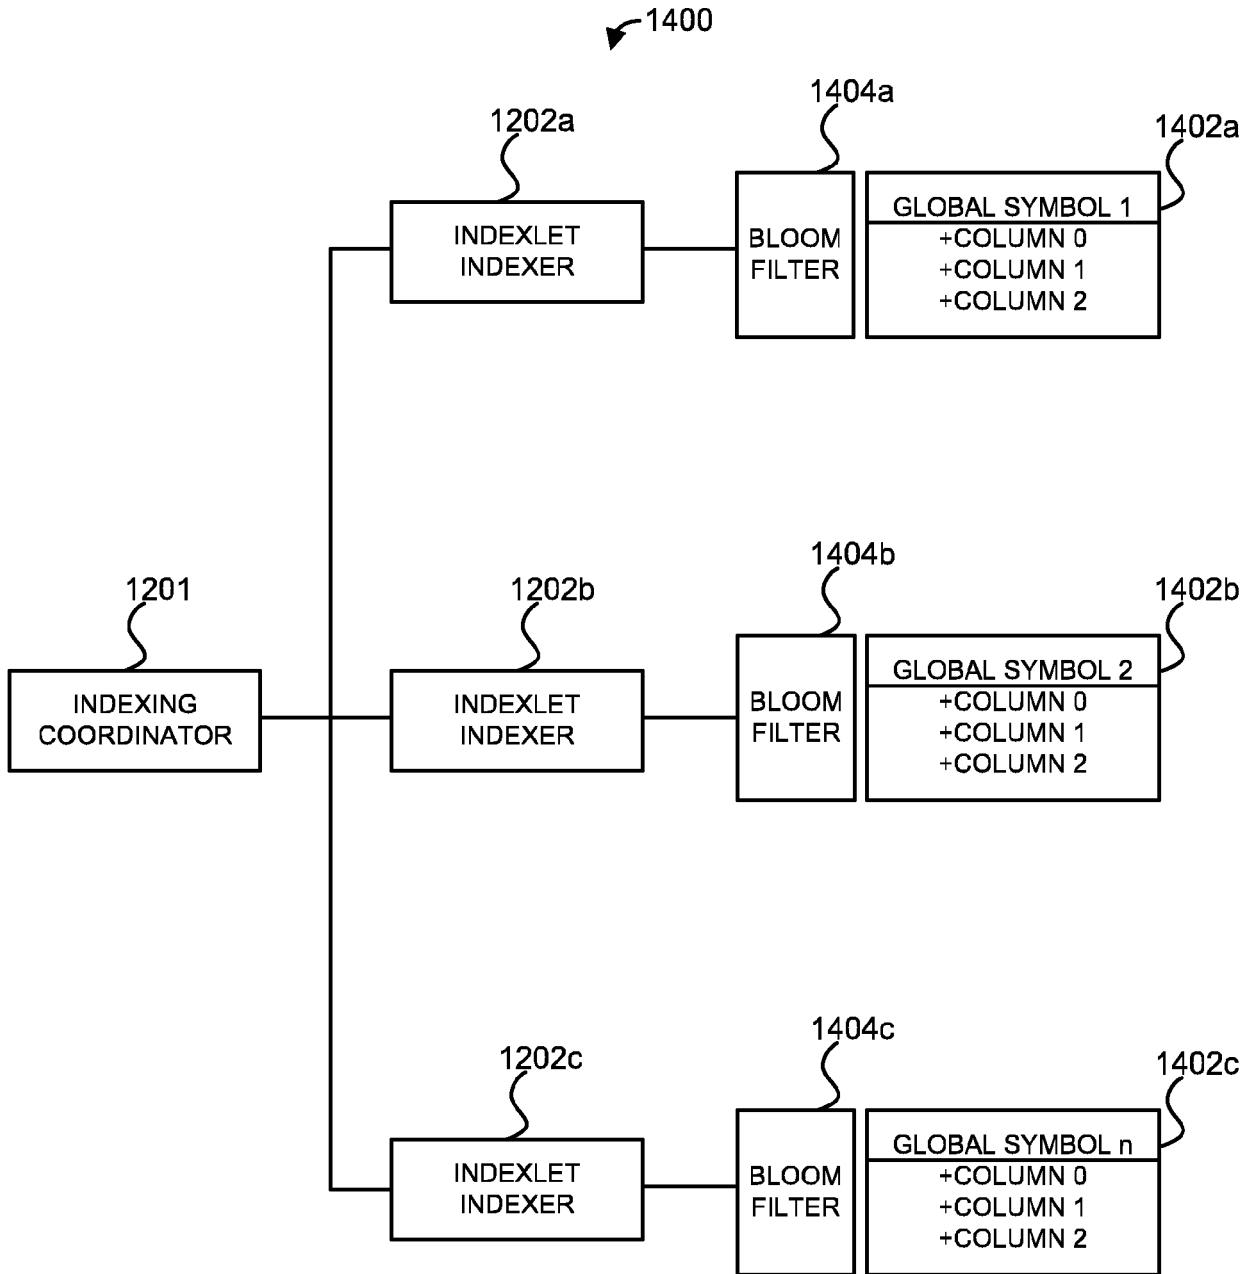 1400
1404a
1202a
1402a
INDEXLET
INDEXER
BLOOM
FILTER
GLOBAL SYMBOL 1
+COLUMN 0
+COLUMN 1
+COLUMN 2
1404b
1201
1202b
1402b
INDEXING
COORDINATOR
INDEXLET
INDEXER
BLOOM
FILTER
GLOBAL SYMBOL 2
+COLUMN 0
+COLUMN 1
+COLUMN 2
1404c
1202c
1402c
INDEXLET
INDEXER
BLOOM
FILTER
GLOBAL SYMBOL n
+COLUMN 0
+COLUMN 1
+COLUMN 2